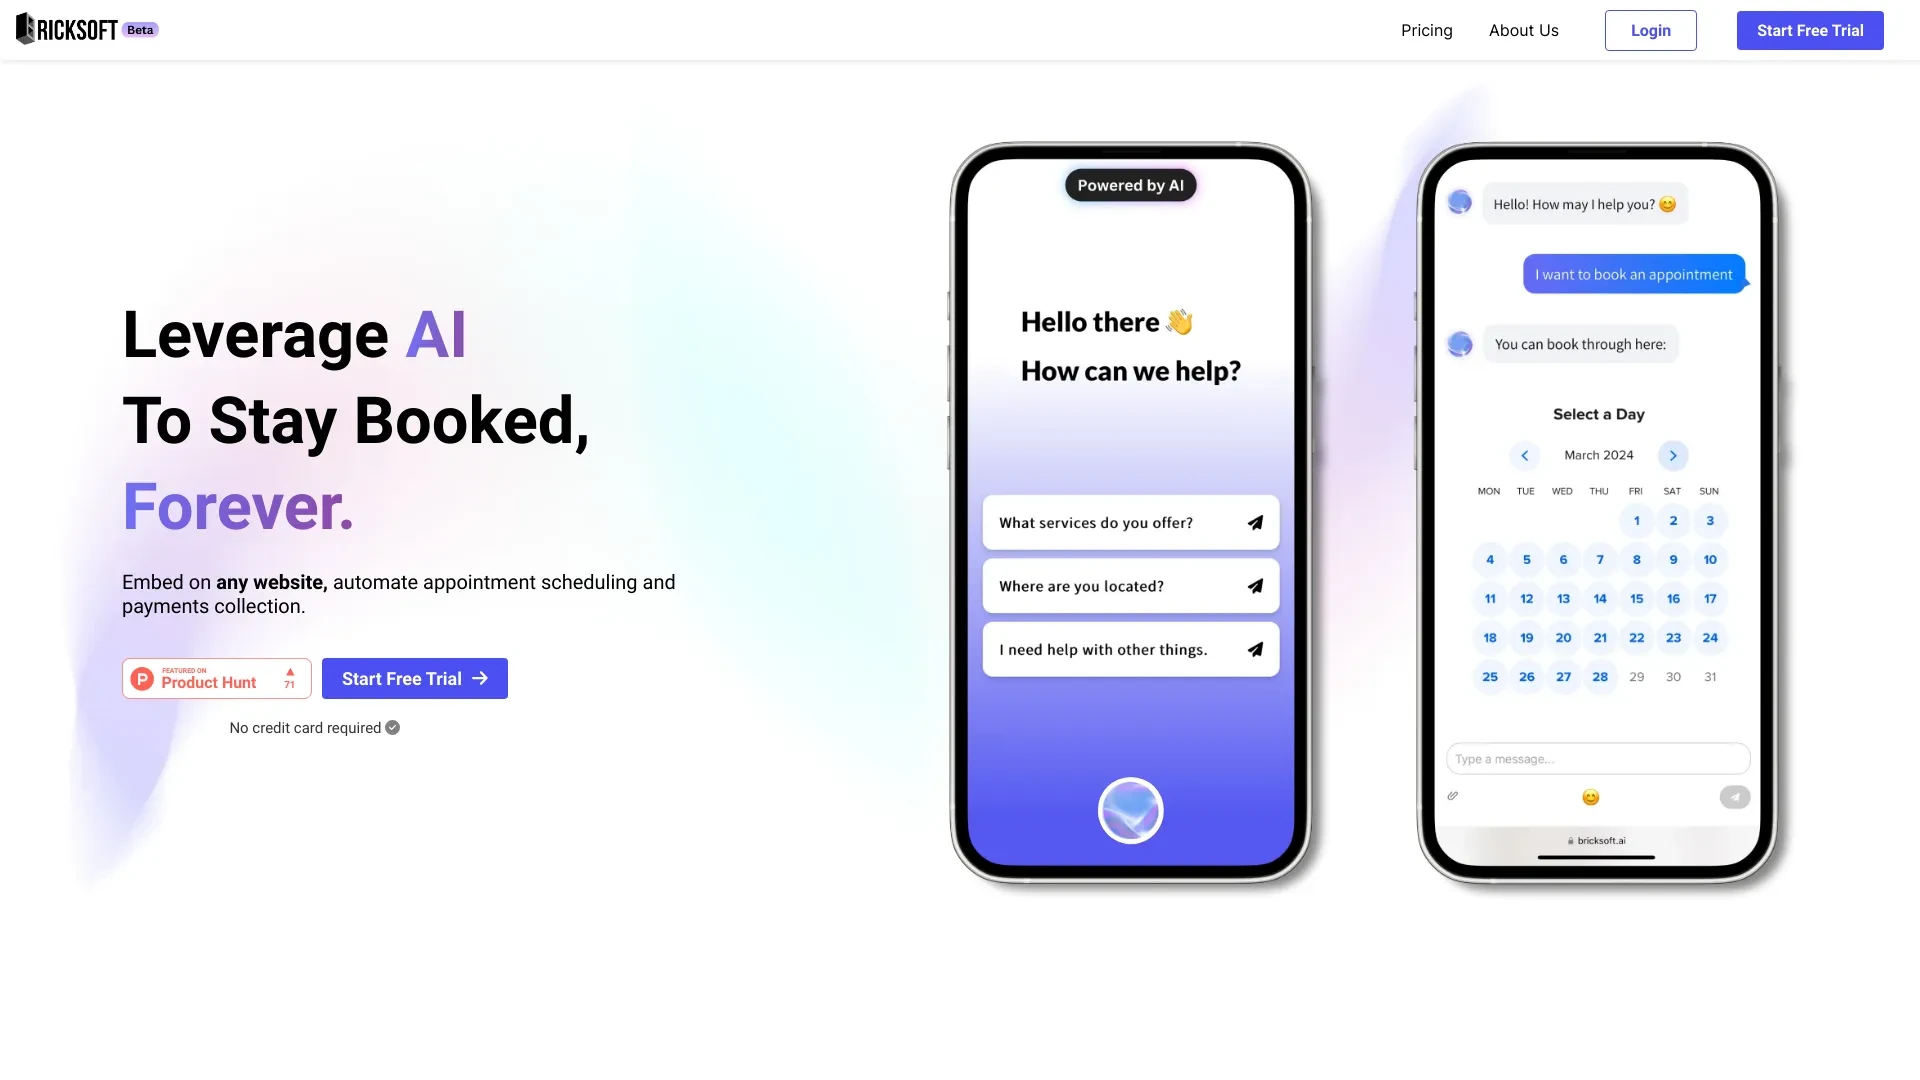 RICKSOFT Beta
Pricing
About Us
Login
Start Free Trial
Leverage AI
To Stay Booked,
Forever.
Embed on any website, automate appointment scheduling and
payments collection.
P
FEATURED ON
Product Hunt
71
Start Free Trial
No credit card required
Powered by AI
Hello there 👋
How can we help?
What services do you offer?
Where are you located?
I need help with other things.
Hello! How may I help you? 😊
I want to book an appointment
You can book through here:
Select a Day
March 2024
MON TUE WED THU FRI SAT SUN
1 2 3
4 5 6 7 8 9 10
11 12 13 14 15 16 17
18 19 20 21 22 23 24
25 26 27 28 29 30 31
Type a message...
bricksoft.ai